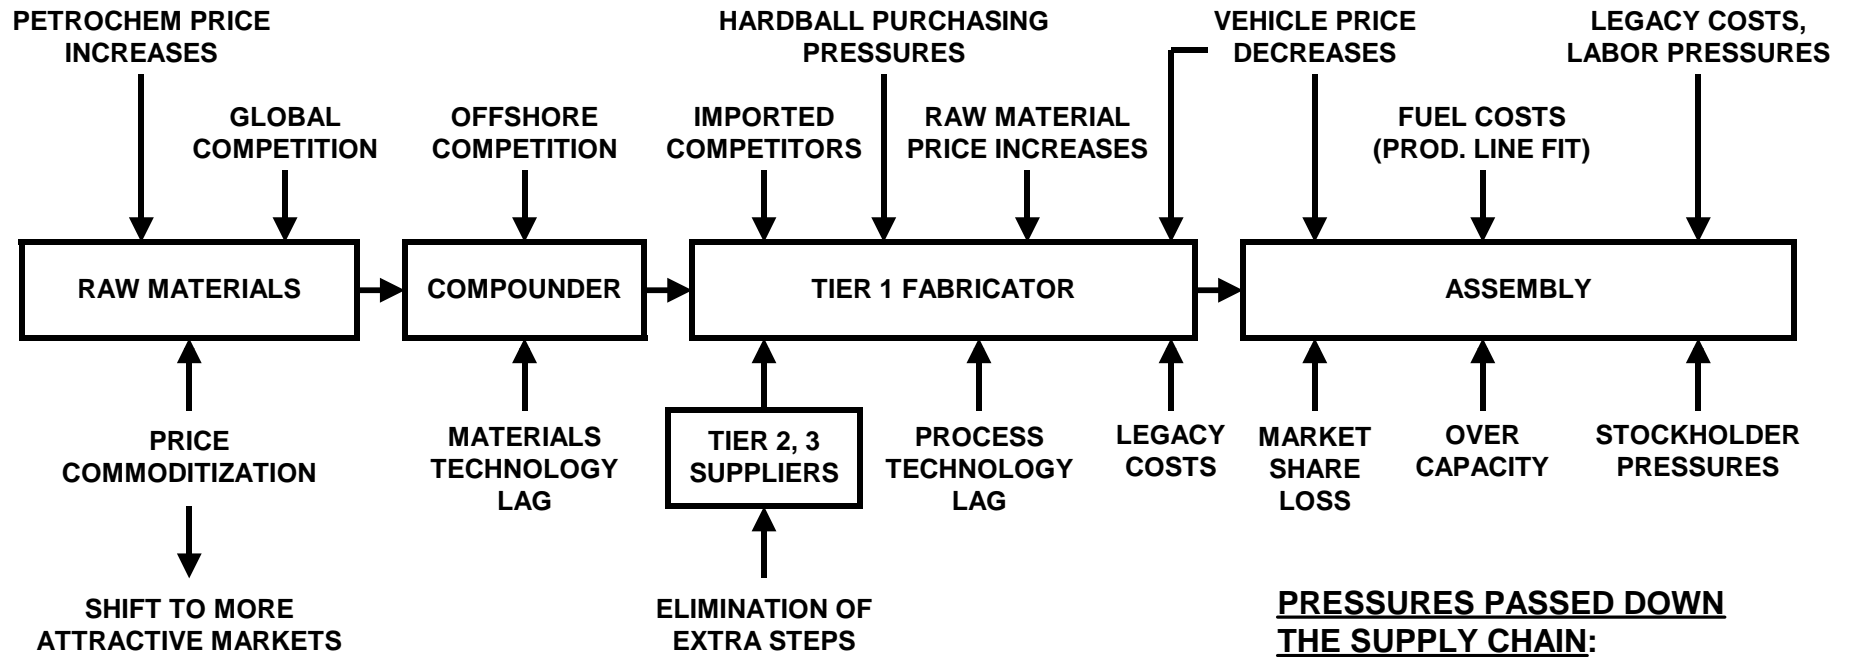 PETROCHEM PRICE
INCREASES
HARDBALL PURCHASING
PRESSURES
VEHICLE PRICE
DECREASES
LEGACY COSTS,
LABOR PRESSURES
GLOBAL
COMPETITION
OFFSHORE
COMPETITION
IMPORTED
COMPETITORS
RAW MATERIAL
PRICE INCREASES
FUEL COSTS
(PROD. LINE FIT)
RAW MATERIALS
COMPOUNDER
TIER 1 FABRICATOR
ASSEMBLY
PRICE
COMMODITIZATION
MATERIALS
TECHNOLOGY
LAG
TIER 2, 3
SUPPLIERS
PROCESS
TECHNOLOGY
LAG
LEGACY
COSTS
MARKET
SHARE
LOSS
OVER
CAPACITY
STOCKHOLDER
PRESSURES
SHIFT TO MORE
ATTRACTIVE MARKETS
ELIMINATION OF
EXTRA STEPS
PRESSURES PASSED DOWN
THE SUPPLY CHAIN: